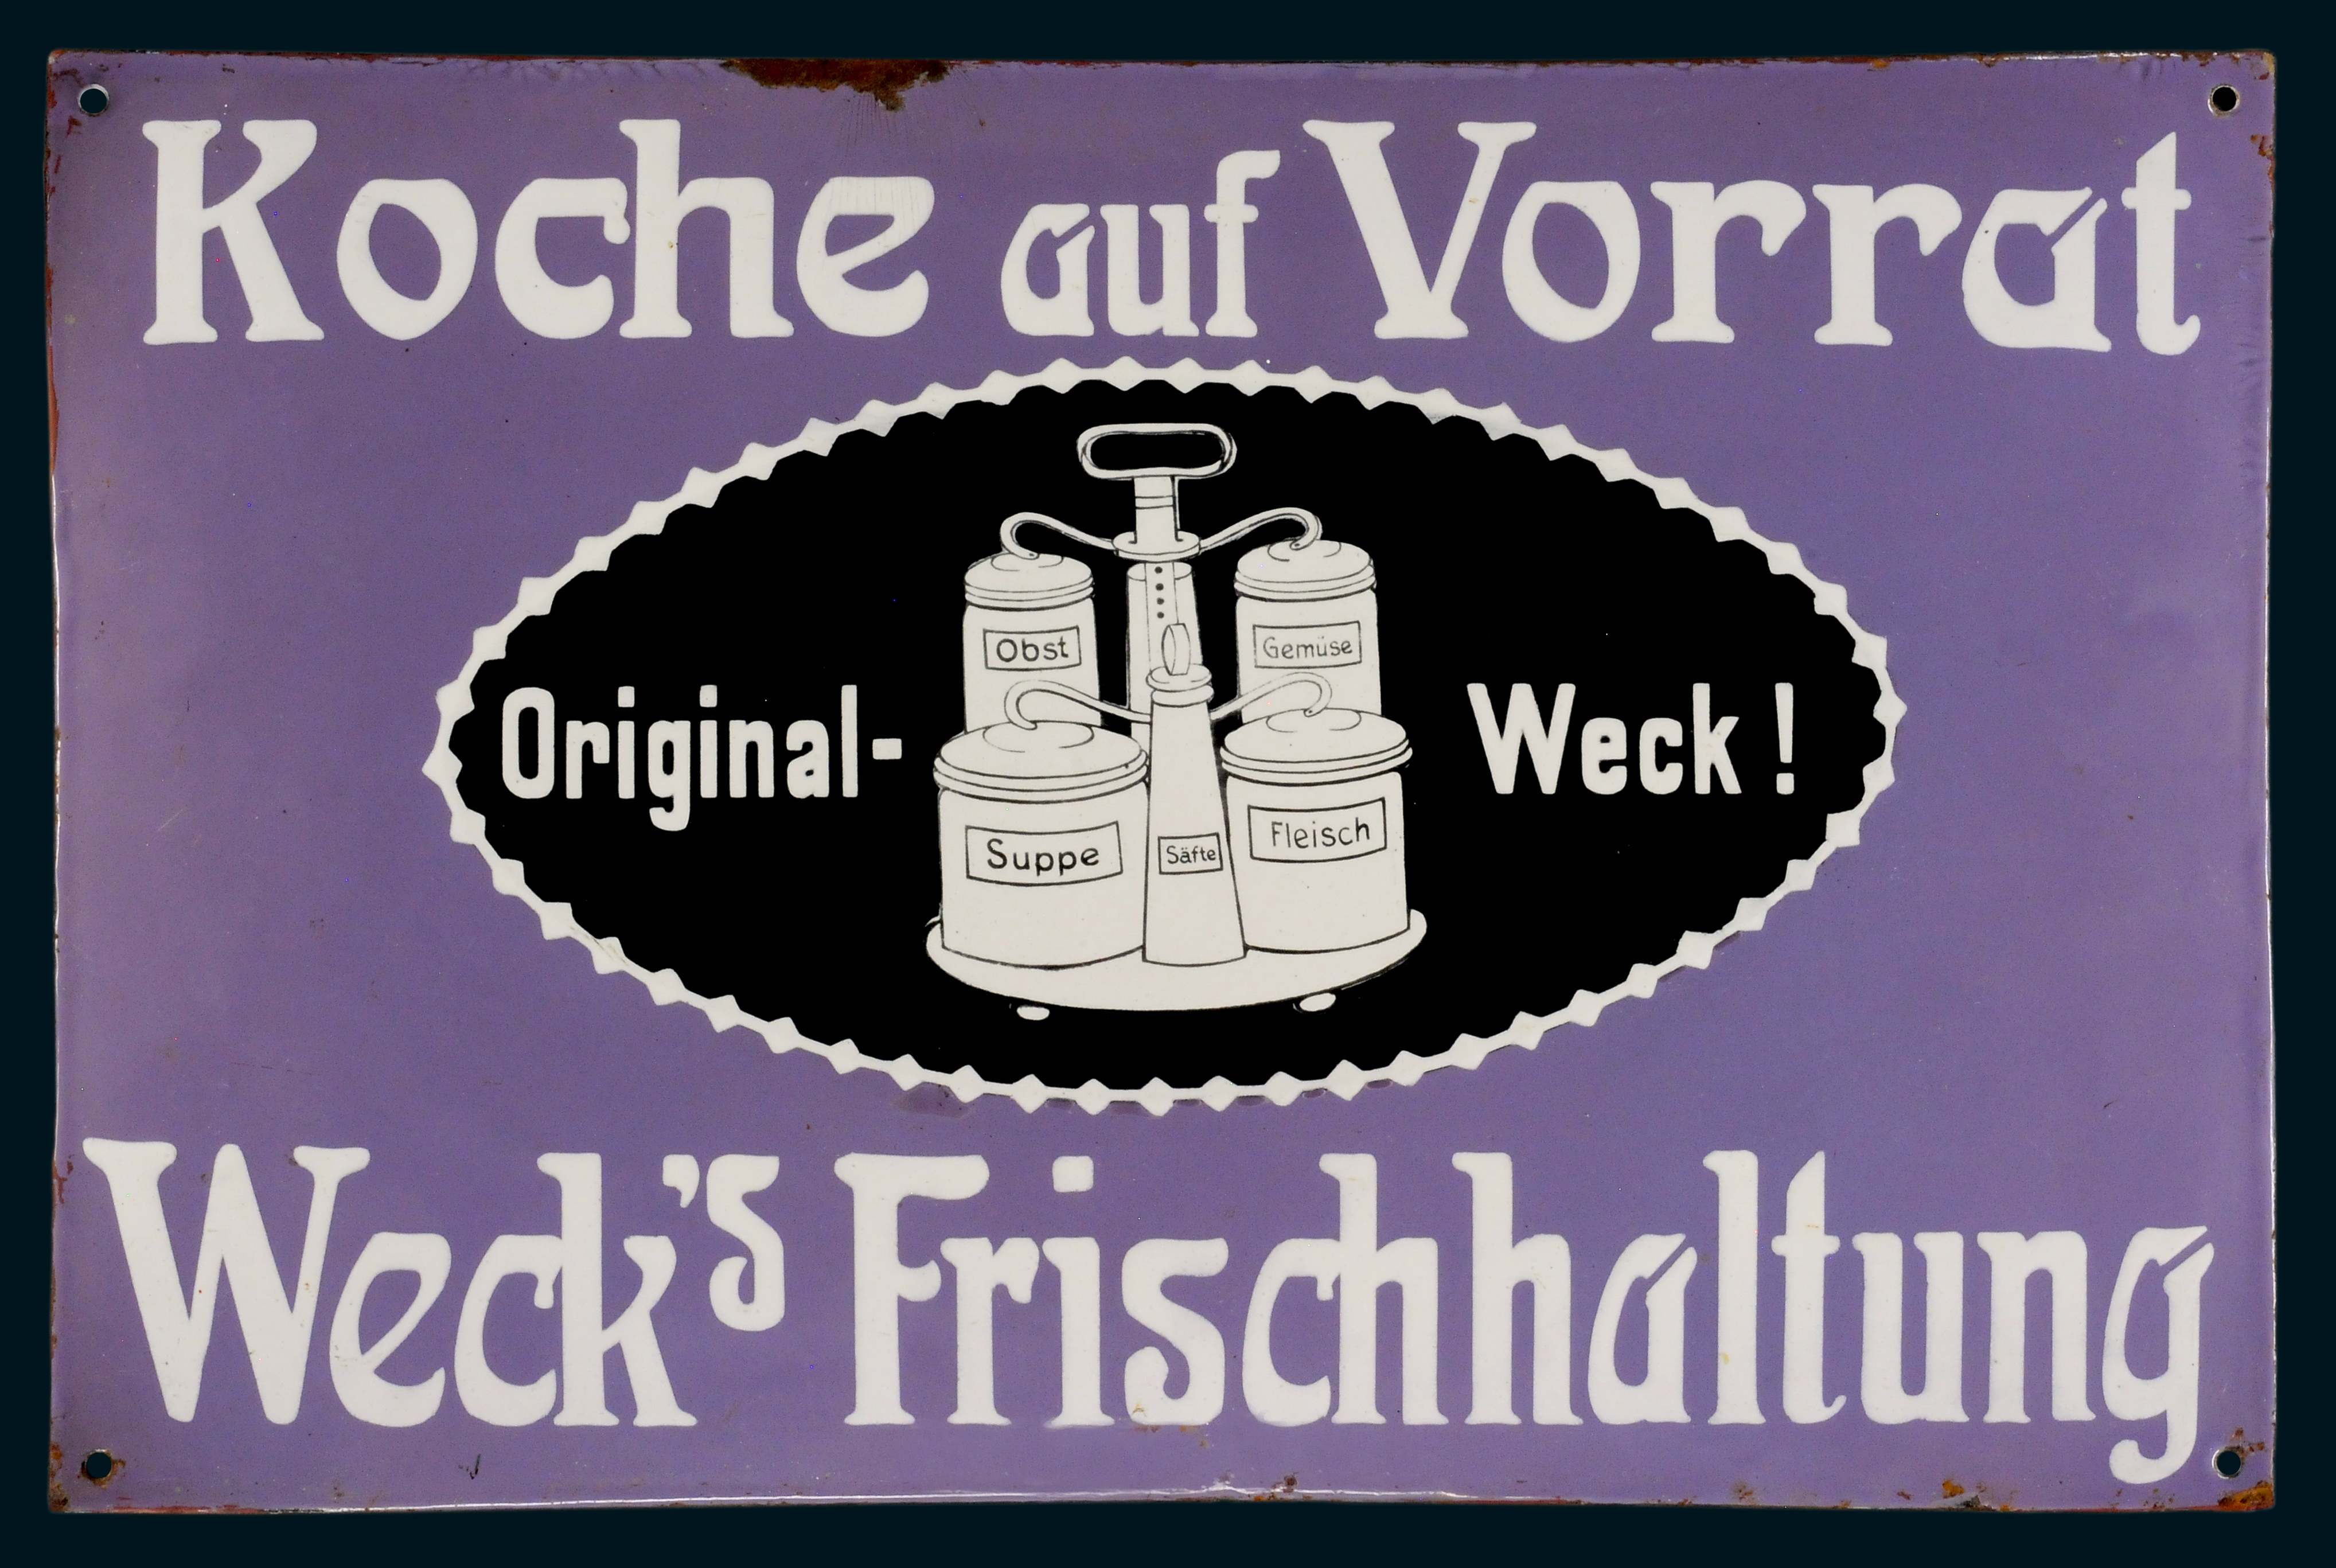 Koche auf Vorrat
Obst
Gemüse
Original- Weck!
Suppe
Säfte
Fleisch
Weck's Frischhaltung